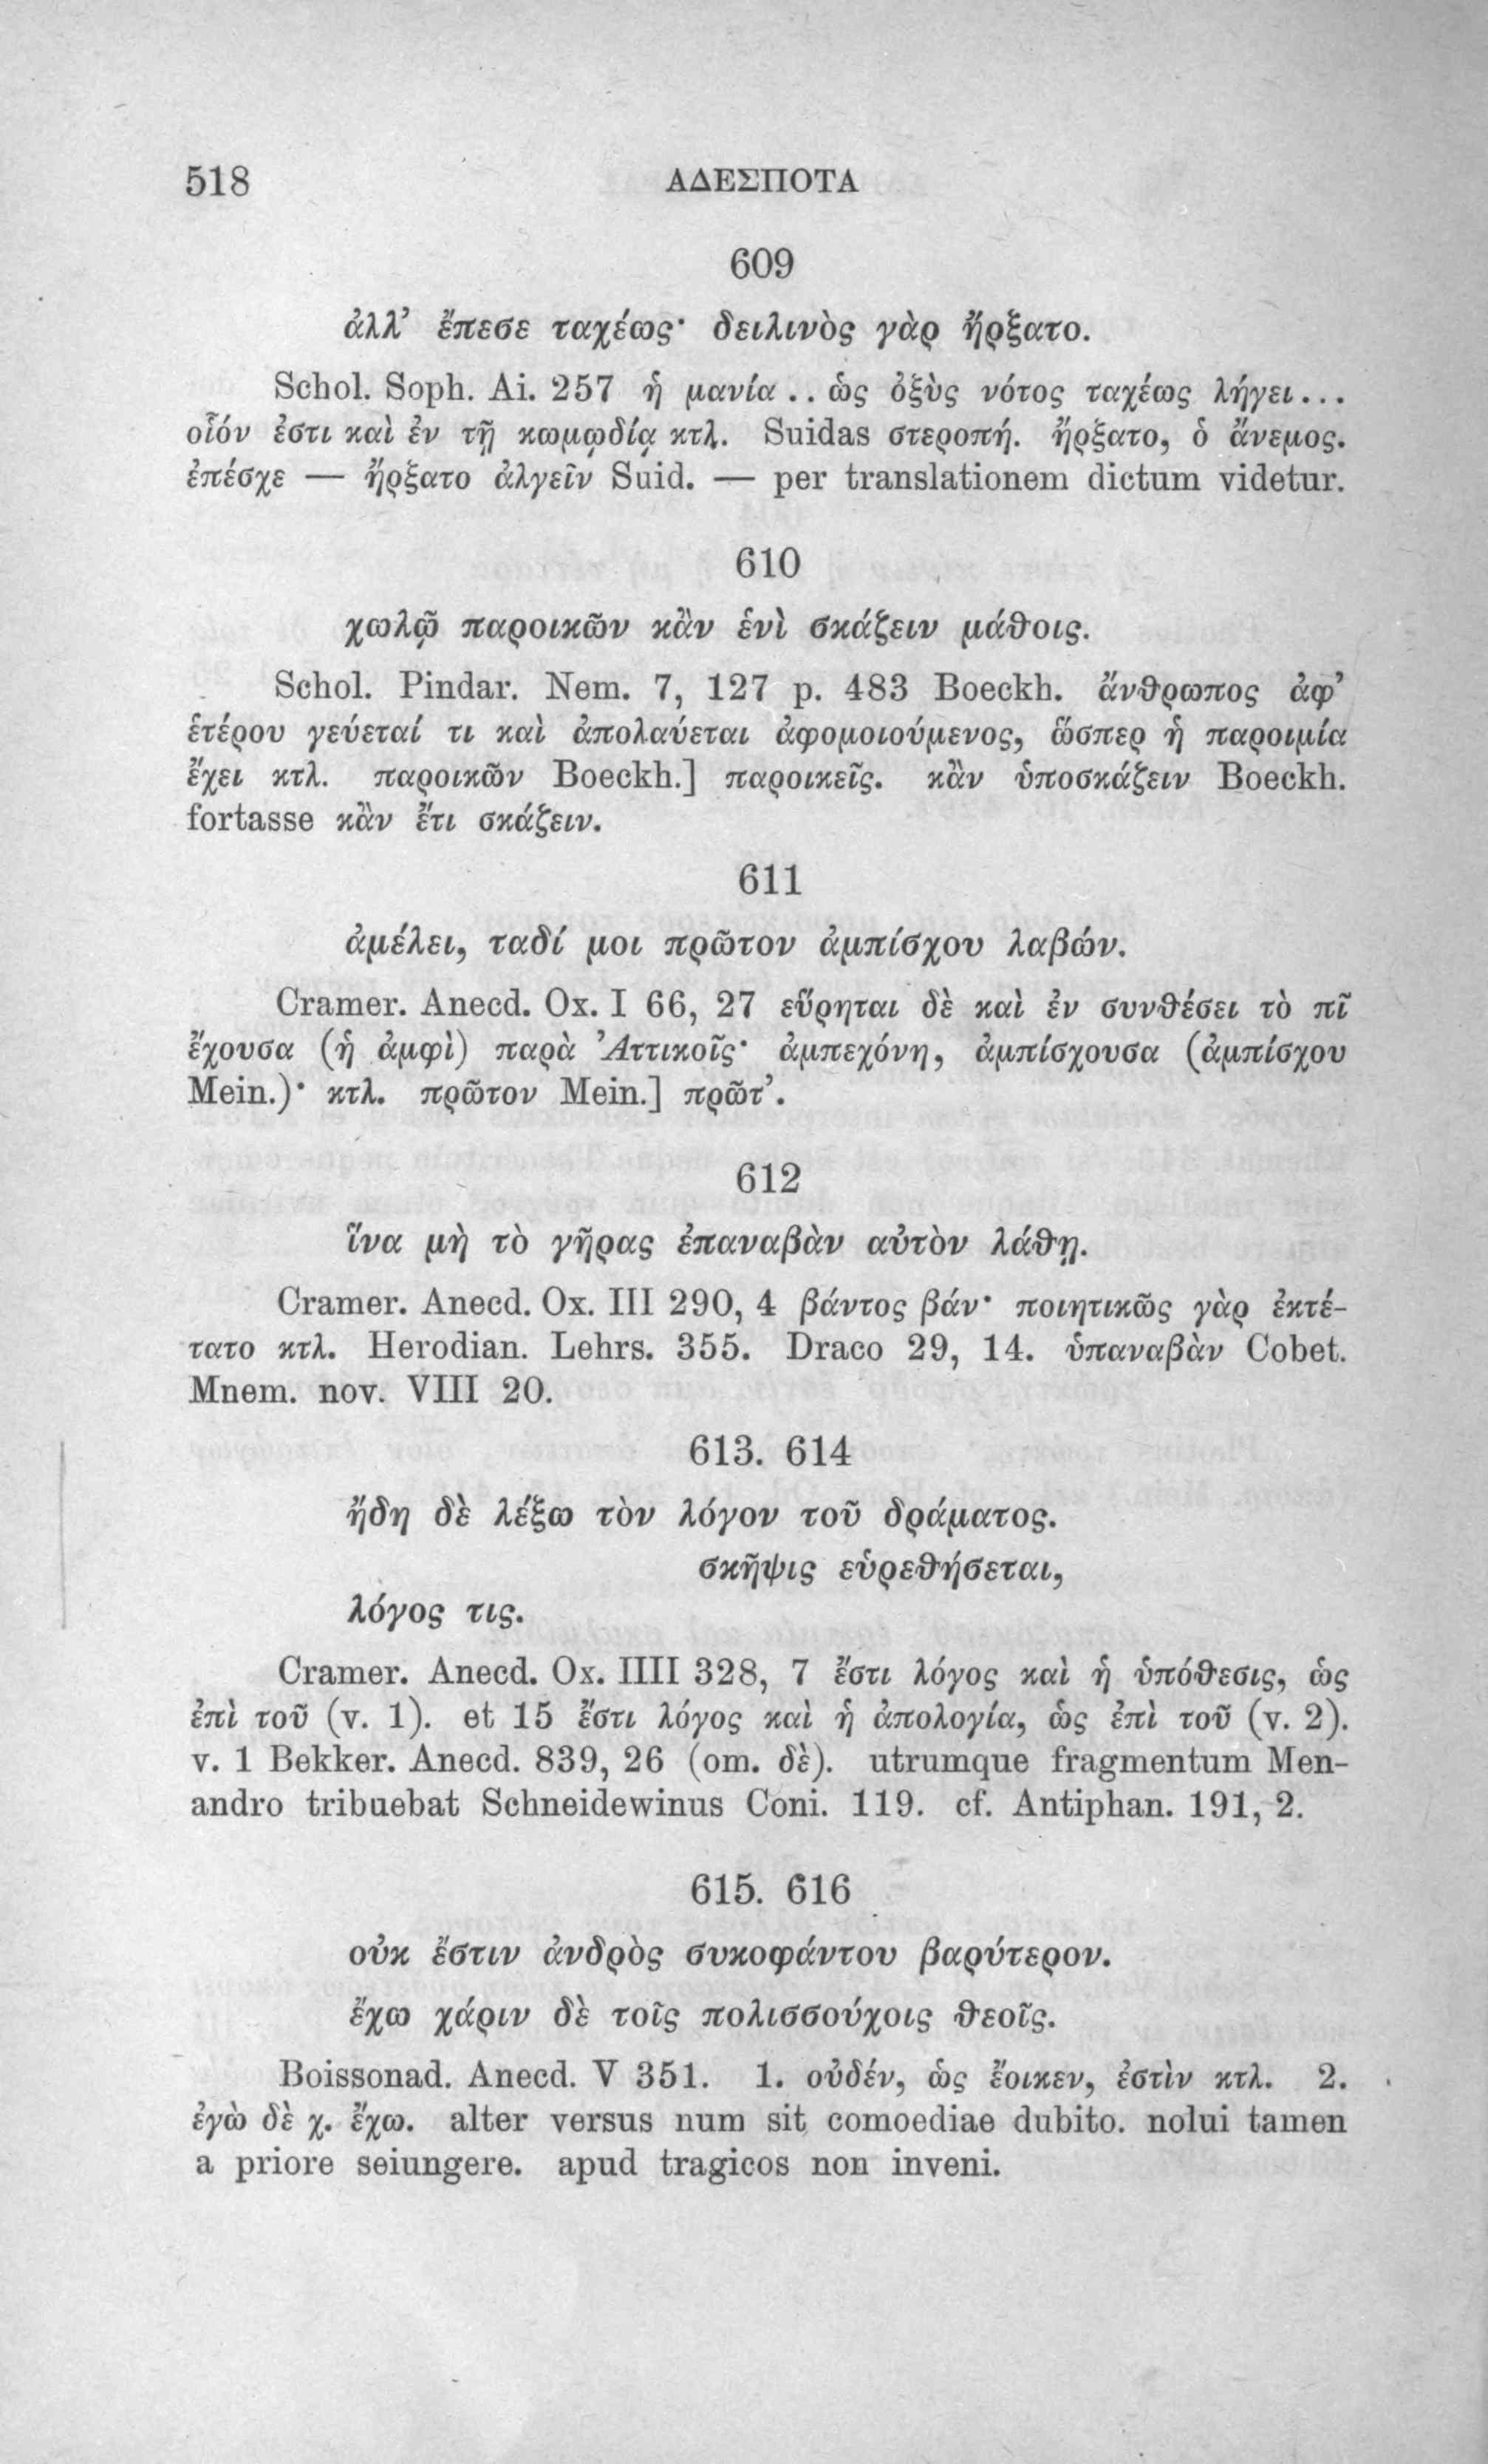 518 ΑΔΕΣΠΟΤΑ
609
ἀλλ’ ἔπεσε ταχέως· δειλινὸς γὰρ ἤρξατο.
Schol. Soph. Ai. 257 ἡ μανία .. ὡς ὀξὺς νότος ταχέως λήγει...
οἷόν ἐστι καὶ ἐν τῇ κωμῳδίᾳ κτλ. Suidas στεροπή. ἤρξατο, ὁ ἄνεμος.
ἐπέσχε — ἤρξατο ἀλγεῖν Suid. — per translationem dictum videtur.
610
χωλῷ παροικῶν κἂν ἑνὶ σκάζειν μάθοις.
Schol. Pindar. Nem. 7, 127 p. 483 Boeckh. ἄνθρωπος ἀφ’
ἑτέρου γεύεταί τι καὶ ἀπολαύεται ἀφομοιούμενος, ὥσπερ ἡ παροιμία
ἔχει κτλ. παροικῶν Boeckh.] παροικεῖς. κἂν ὑποσκάζειν Boeckh.
fortasse κἂν ἔτι σκάζειν.
611
ἀμέλει, ταδί μοι πρῶτον ἀμπίσχου λαβών.
Cramer. Anecd. Ox. I 66, 27 εὕρηται δὲ καὶ ἐν συνθέσει τὸ πῖ
ἔχουσα (ἡ ἀμφὶ) παρὰ Ἀττικοῖς· ἀμπεχόνη, ἀμπίσχουσα (ἀμπίσχου
Mein.)· κτλ. πρῶτον Mein.] πρῶτ’.
612
ἵνα μὴ τὸ γῆρας ἐπαναβὰν αὐτὸν λάθῃ.
Cramer. Anecd. Ox. III 290, 4 βάντος βάν· ποιητικῶς γὰρ ἐκτέ-
τατο κτλ. Herodian. Lehrs. 355. Draco 29, 14. ὑπαναβὰν Cobet.
Mnem. nov. VIII 20.
613. 614
ἤδη δὲ λέξω τὸν λόγον τοῦ δράματος.
σκῆψις εὑρεθήσεται,
λόγος τις.
Cramer. Anecd. Ox. IIII 328, 7 ἔστι λόγος καὶ ἡ ὑπόθεσις, ὡς
ἐπὶ τοῦ (v. 1). et 15 ἔστι λόγος καὶ ἡ ἀπολογία, ὡς ἐπὶ τοῦ (v. 2).
v. 1 Bekker. Anecd. 839, 26 (om. δὲ). utrumque fragmentum Men-
andro tribuebat Schneidewinus Coni. 119. cf. Antiphan. 191, 2.
615. 616
οὐκ ἔστιν ἀνδρὸς συκοφάντου βαρύτερον.
ἔχω χάριν δὲ τοῖς πολισσούχοις θεοῖς.
Boissonad. Anecd. V 351. 1. οὐδέν, ὡς ἔοικεν, ἐστὶν κτλ. 2.
ἐγὼ δὲ χ. ἔχω. alter versus num sit comoediae dubito. nolui tamen
a priore seiungere. apud tragicos non inveni.